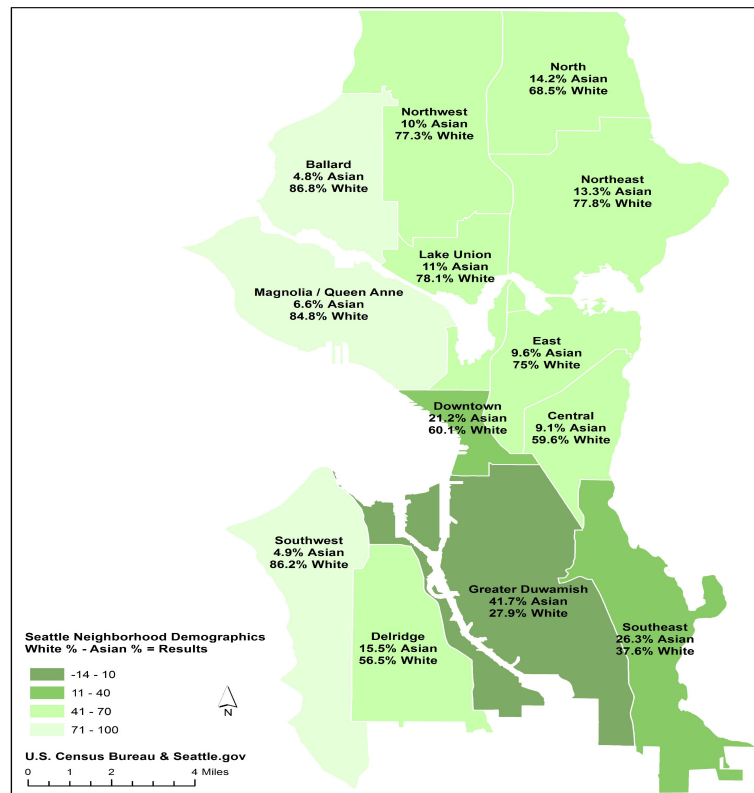 North
14.2% Asian
68.5% White
Northwest
10% Asian
77.3% White
Ballard
4.8% Asian
86.8% White
Northeast
13.3% Asian
77.8% White
Lake Union
11% Asian
78.1% White
Magnolia / Queen Anne
6.6% Asian
84.8% White
East
9.6% Asian
75% White
Downtown
21.2% Asian
60.1% White
Central
9.1% Asian
59.6% White
Southwest
4.9% Asian
86.2% White
Greater Duwamish
41.7% Asian
27.9% White
Southeast
26.3% Asian
37.6% White
Delridge
15.5% Asian
56.5% White
Seattle Neighborhood Demographics
White % - Asian % = Results
-14 - 10
11 - 40
41 - 70
71 - 100
N
U.S. Census Bureau & Seattle.gov
0 2 4 Miles